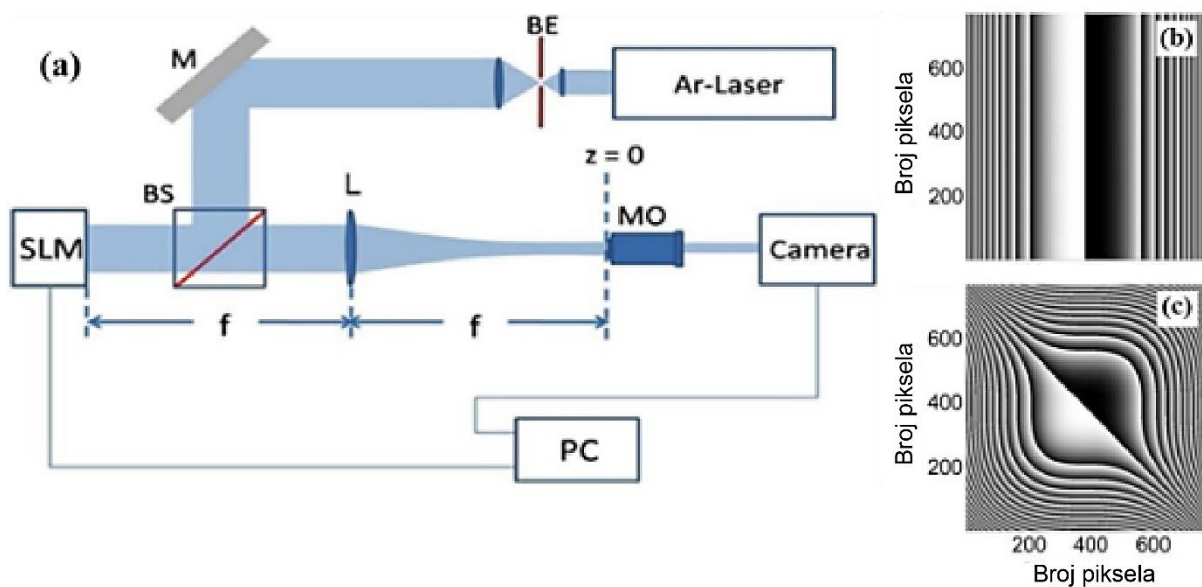 (a)
M
BE
Ar-Laser
z = 0
BS
L
MO
SLM
Camera
f
f
PC
(b)
Broj piksela
600
400
200
(c)
Broj piksela
600
400
200
200 400 600
Broj piksela